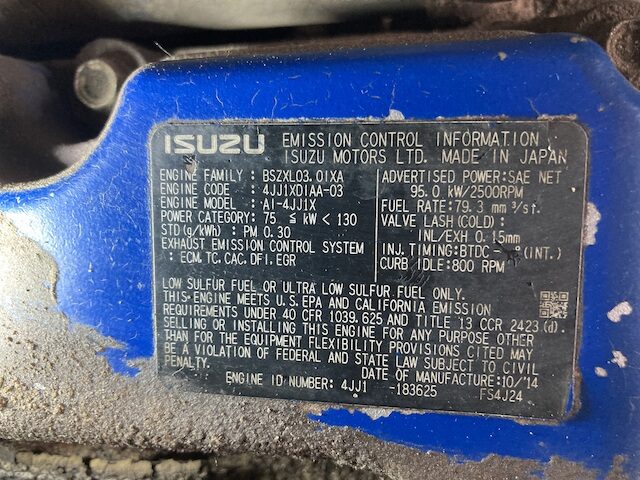 ISUZU EMISSION CONTROL INFORMATION
ISUZU MOTORS LTD. MADE IN JAPAN
ENGINE FAMILY : BSZXL03.01XA
ENGINE CODE : 4JJ1XDIAA-03
ENGINE MODEL: AI-4JJ1X
POWER CATEGORY: 75 ≦ kW < 130
STD(g/kWh) : PM 0.30
EXHAUST EMISSION CONTROL SYSTEM
: ECM, TC, CAC, DFI, EGR
ADVERTISED POWER:SAE NET
95.0 kW/2500RPM
FUEL RATE:79.3 mm³/st.
VALVE LASH(COLD):
INL/EXH 0.15mm
INJ. TIMING:BTDC (INT.)
CURB IDLE:800 RPM
LOW SULFUR FUEL OR ULTRA LOW SULFUR FUEL ONLY.
THIS ENGINE MEETS U.S.EPA AND CALIFORNIA EMISSION
REQUIREMENTS UNDER 40 CFR 1039.625 AND TITLE 13 CCR 2423(d).
SELLING OR INSTALLING THIS ENGINE FOR ANY PURPOSE OTHER
THAN FOR THE EQUIPMENT FLEXIBILITY PROVISIONS CITED MAY
BE A VIOLATION OF FEDERAL AND STATE LAW SUBJECT TO CIVIL
PENALTY.
DATE OF MANUFACTURE:10/'14
ENGINE ID NUMBER: 4JJ1 -183625 FS4J24